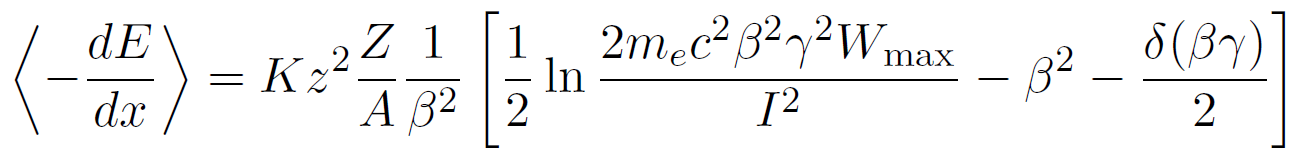 ⟨−dE/dx⟩ = Kz² Z/A 1/β² [1/2 ln 2mₑc²β²γ²W_max/I² − β² − δ(βγ)/2]